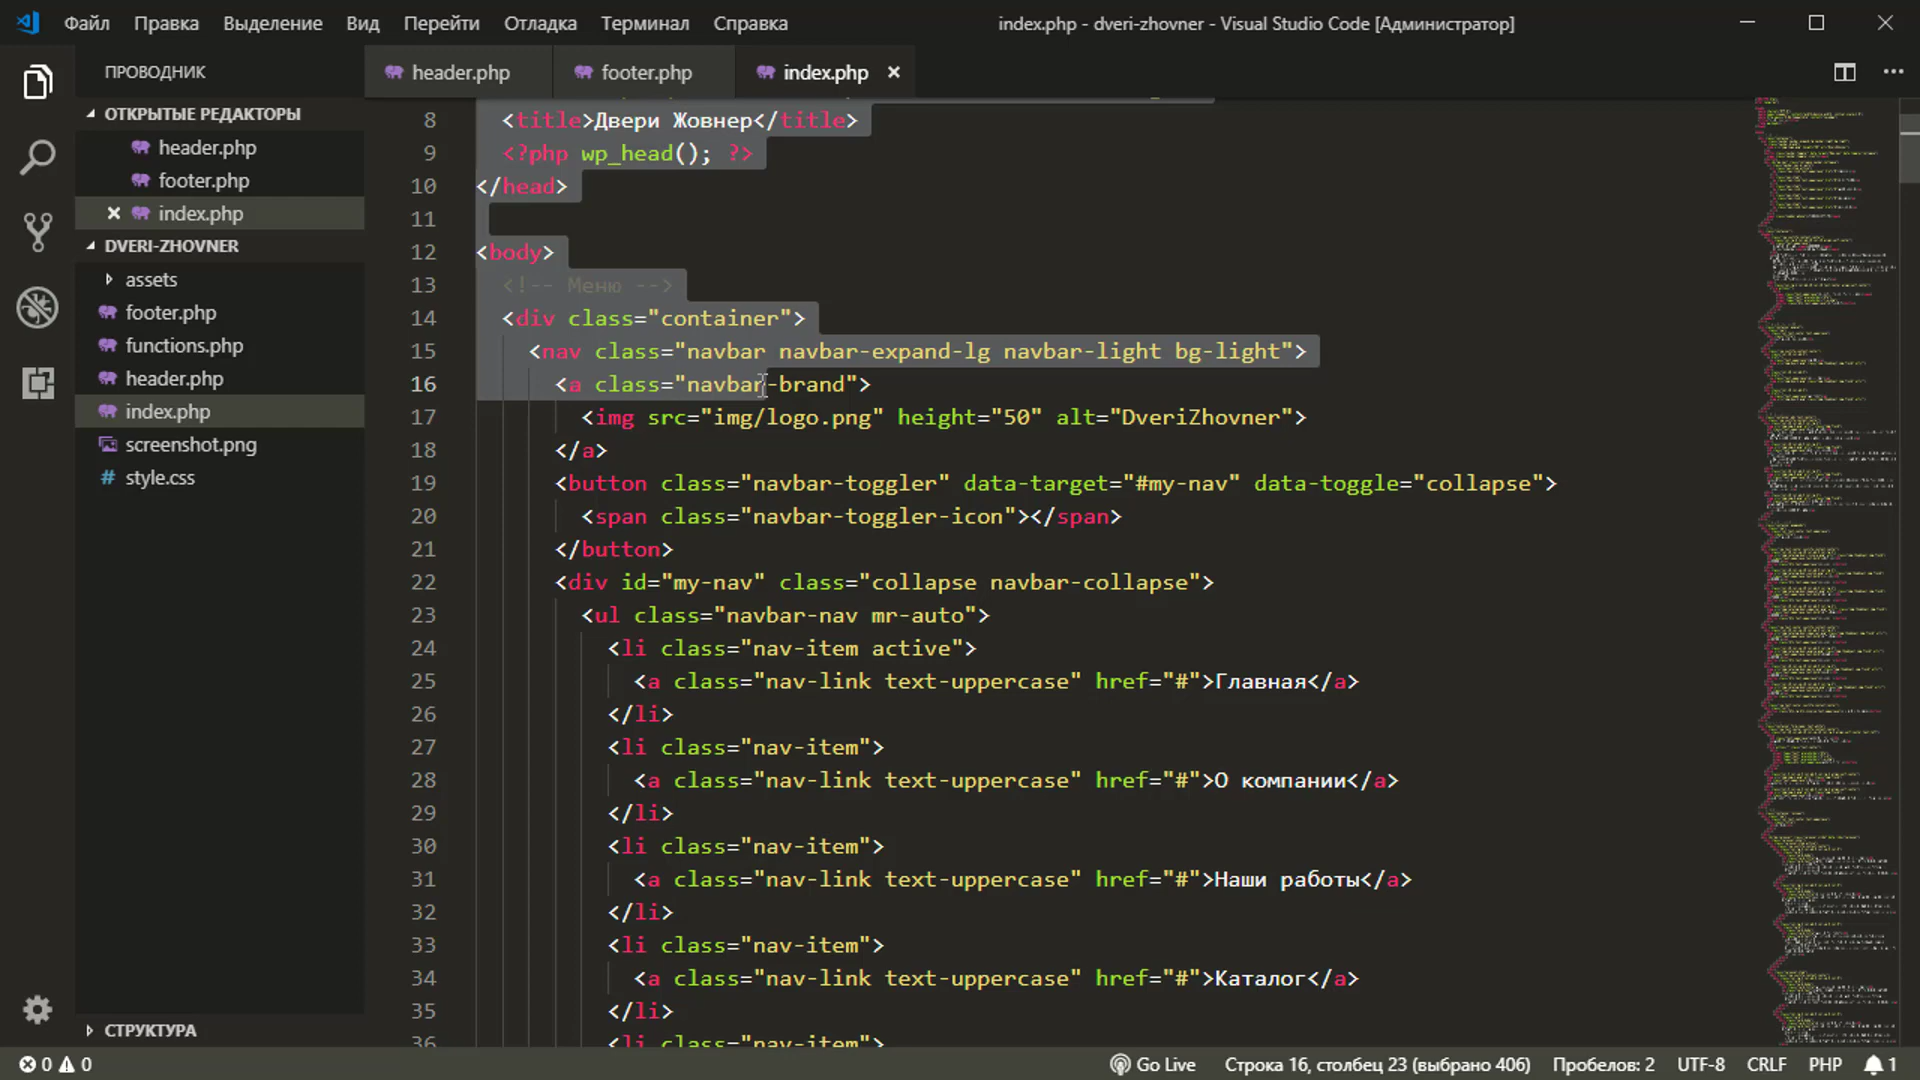 Файл Правка Выделение Вид Перейти Отладка Терминал Справка index.php - dveri-zhovner - Visual Studio Code [Администратор]
ПРОВОДНИК
header.php footer.php index.php
ОТКРЫТЫЕ РЕДАКТОРЫ
header.php
footer.php
index.php
DVERI-ZHOVNER
assets
footer.php
functions.php
header.php
index.php
screenshot.png
style.css
СТРУКТУРА
8 <title>Двери Жовнер</title>
9 <?php wp_head(); ?>
10 </head>
11
12 <body>
13 <!-- Меню -->
14 <div class="container">
15 <nav class="navbar navbar-expand-lg navbar-light bg-light">
16 <a class="navbar-brand">
17 <img src="img/logo.png" height="50" alt="DveriZhovner">
18 </a>
19 <button class="navbar-toggler" data-target="#my-nav" data-toggle="collapse">
20 <span class="navbar-toggler-icon"></span>
21 </button>
22 <div id="my-nav" class="collapse navbar-collapse">
23 <ul class="navbar-nav mr-auto">
24 <li class="nav-item active">
25 <a class="nav-link text-uppercase" href="#">Главная</a>
26 </li>
27 <li class="nav-item">
28 <a class="nav-link text-uppercase" href="#">О компании</a>
29 </li>
30 <li class="nav-item">
31 <a class="nav-link text-uppercase" href="#">Наши работы</a>
32 </li>
33 <li class="nav-item">
34 <a class="nav-link text-uppercase" href="#">Каталог</a>
35 </li>
36 <li class="nav-item">
0 0 Go Live Строка 16, столбец 23 (выбрано 406) Пробелов: 2 UTF-8 CRLF PHP 1